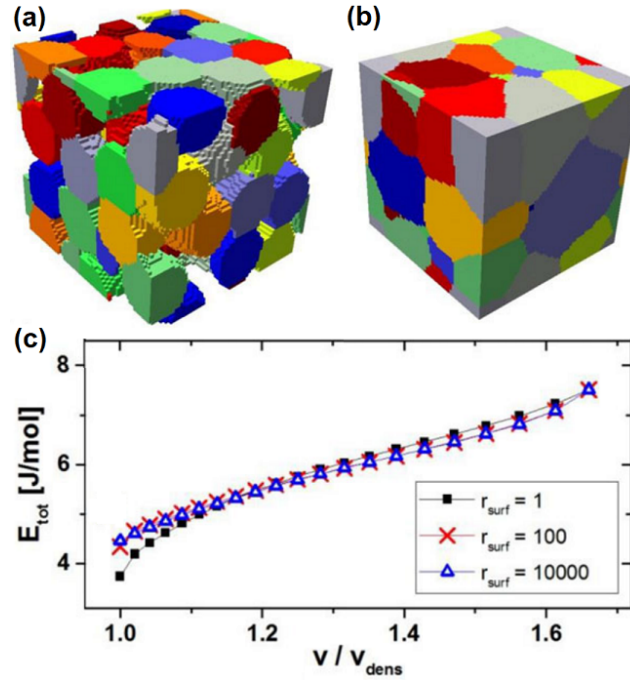 (a)
(b)
(c)
8
6
4
E_tot [J/mol]
r_surf = 1
r_surf = 100
r_surf = 10000
1.0 1.2 1.4 1.6
v / v_dens